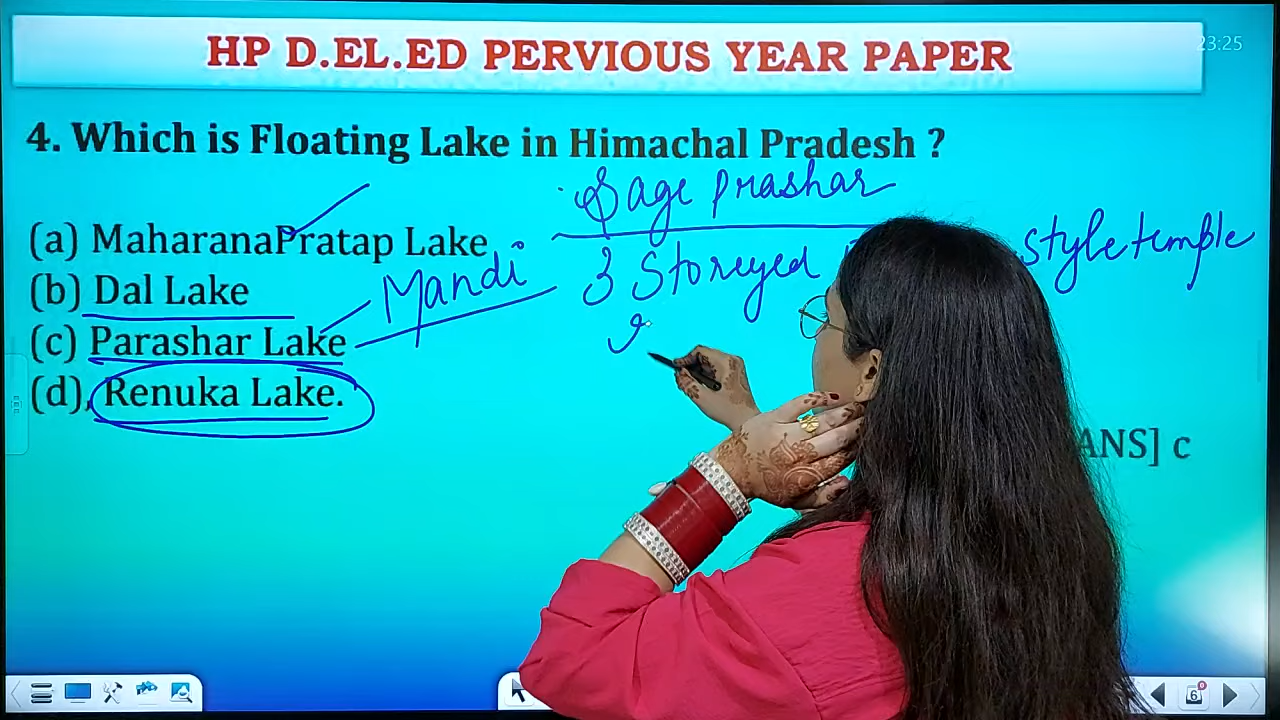 HP D.EL.ED PERVIOUS YEAR PAPER
23:25
4. Which is Floating Lake in Himachal Pradesh ?
Sage Prashar
(a) MaharanaPratap Lake
3 Storeyed
style temple
(b) Dal Lake
Mandi
(c) Parashar Lake
(d), Renuka Lake.
ANS] c
6